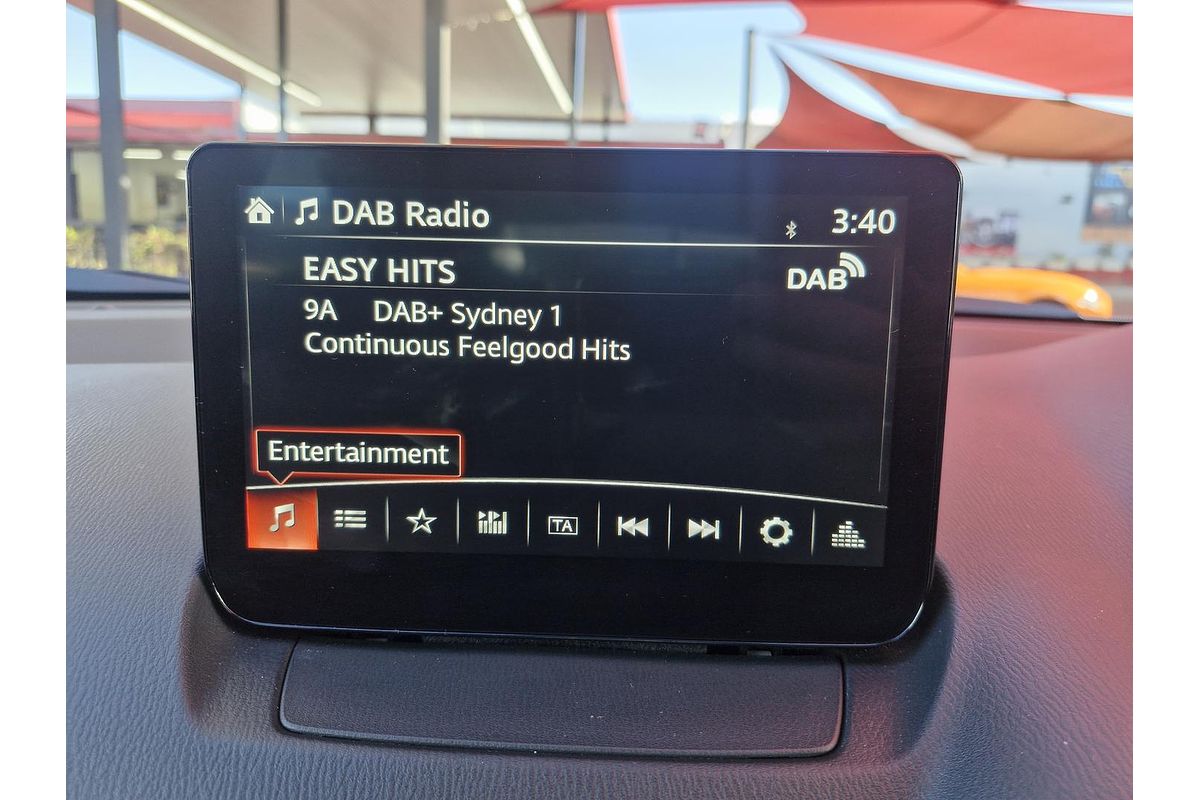 DAB Radio 3:40
EASY HITS DAB
9A DAB+ Sydney 1
Continuous Feelgood Hits
Entertainment
TA